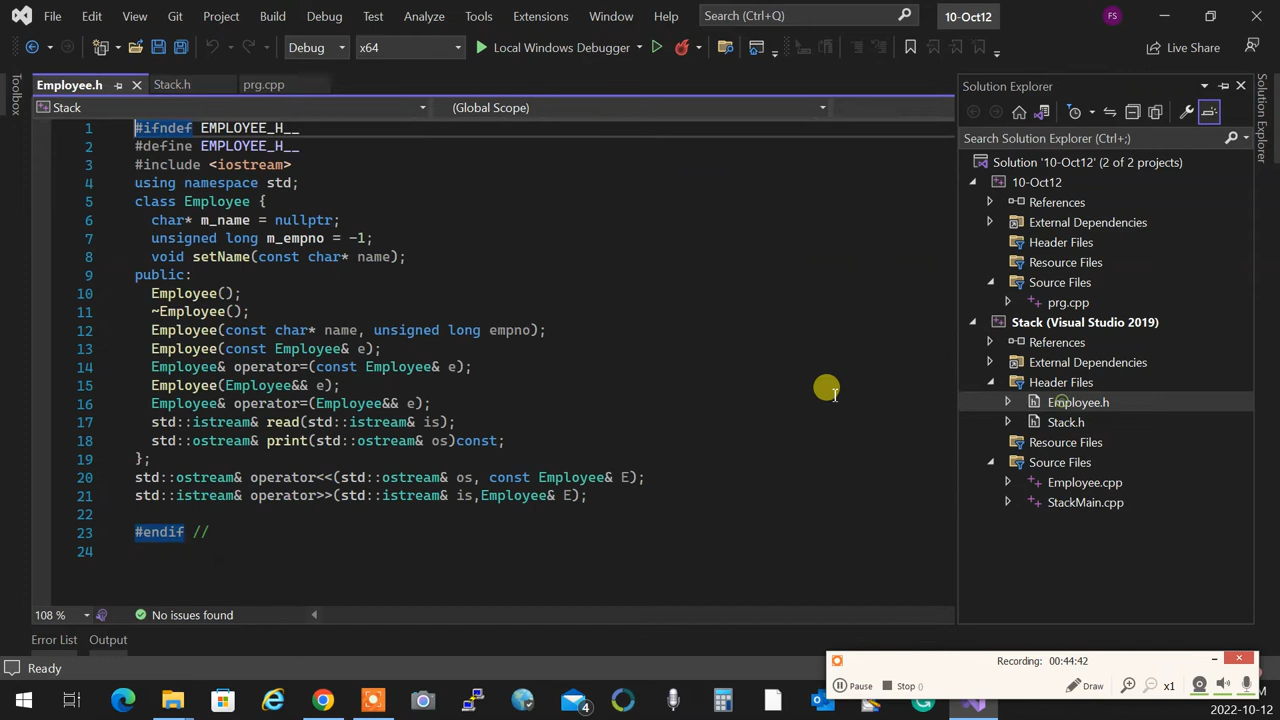 File Edit View Git Project Build Debug Test Analyze Tools Extensions Window Help Search (Ctrl+Q) 10-Oct12 FS
Debug x64 Local Windows Debugger Live Share
Toolbox
Employee.h Stack.h prg.cpp
Stack (Global Scope)
1 #ifndef EMPLOYEE_H__
2 #define EMPLOYEE_H__
3 #include <iostream>
4 using namespace std;
5 class Employee {
6 char* m_name = nullptr;
7 unsigned long m_empno = -1;
8 void setName(const char* name);
9 public:
10 Employee();
11 ~Employee();
12 Employee(const char* name, unsigned long empno);
13 Employee(const Employee& e);
14 Employee& operator=(const Employee& e);
15 Employee(Employee&& e);
16 Employee& operator=(Employee&& e);
17 std::istream& read(std::istream& is);
18 std::ostream& print(std::ostream& os)const;
19 };
20 std::ostream& operator<<(std::ostream& os, const Employee& E);
21 std::istream& operator>>(std::istream& is,Employee& E);
22
23 #endif //
24
108 % No issues found
Error List Output
Ready
Solution Explorer
Search Solution Explorer (Ctrl+;)
Solution '10-Oct12' (2 of 2 projects)
10-Oct12
References
External Dependencies
Header Files
Resource Files
Source Files
prg.cpp
Stack (Visual Studio 2019)
References
External Dependencies
Header Files
Employee.h
Stack.h
Resource Files
Source Files
Employee.cpp
StackMain.cpp
Solution Explorer
Recording: 00:44:42
Pause Stop () Draw x1
4
2022-10-12